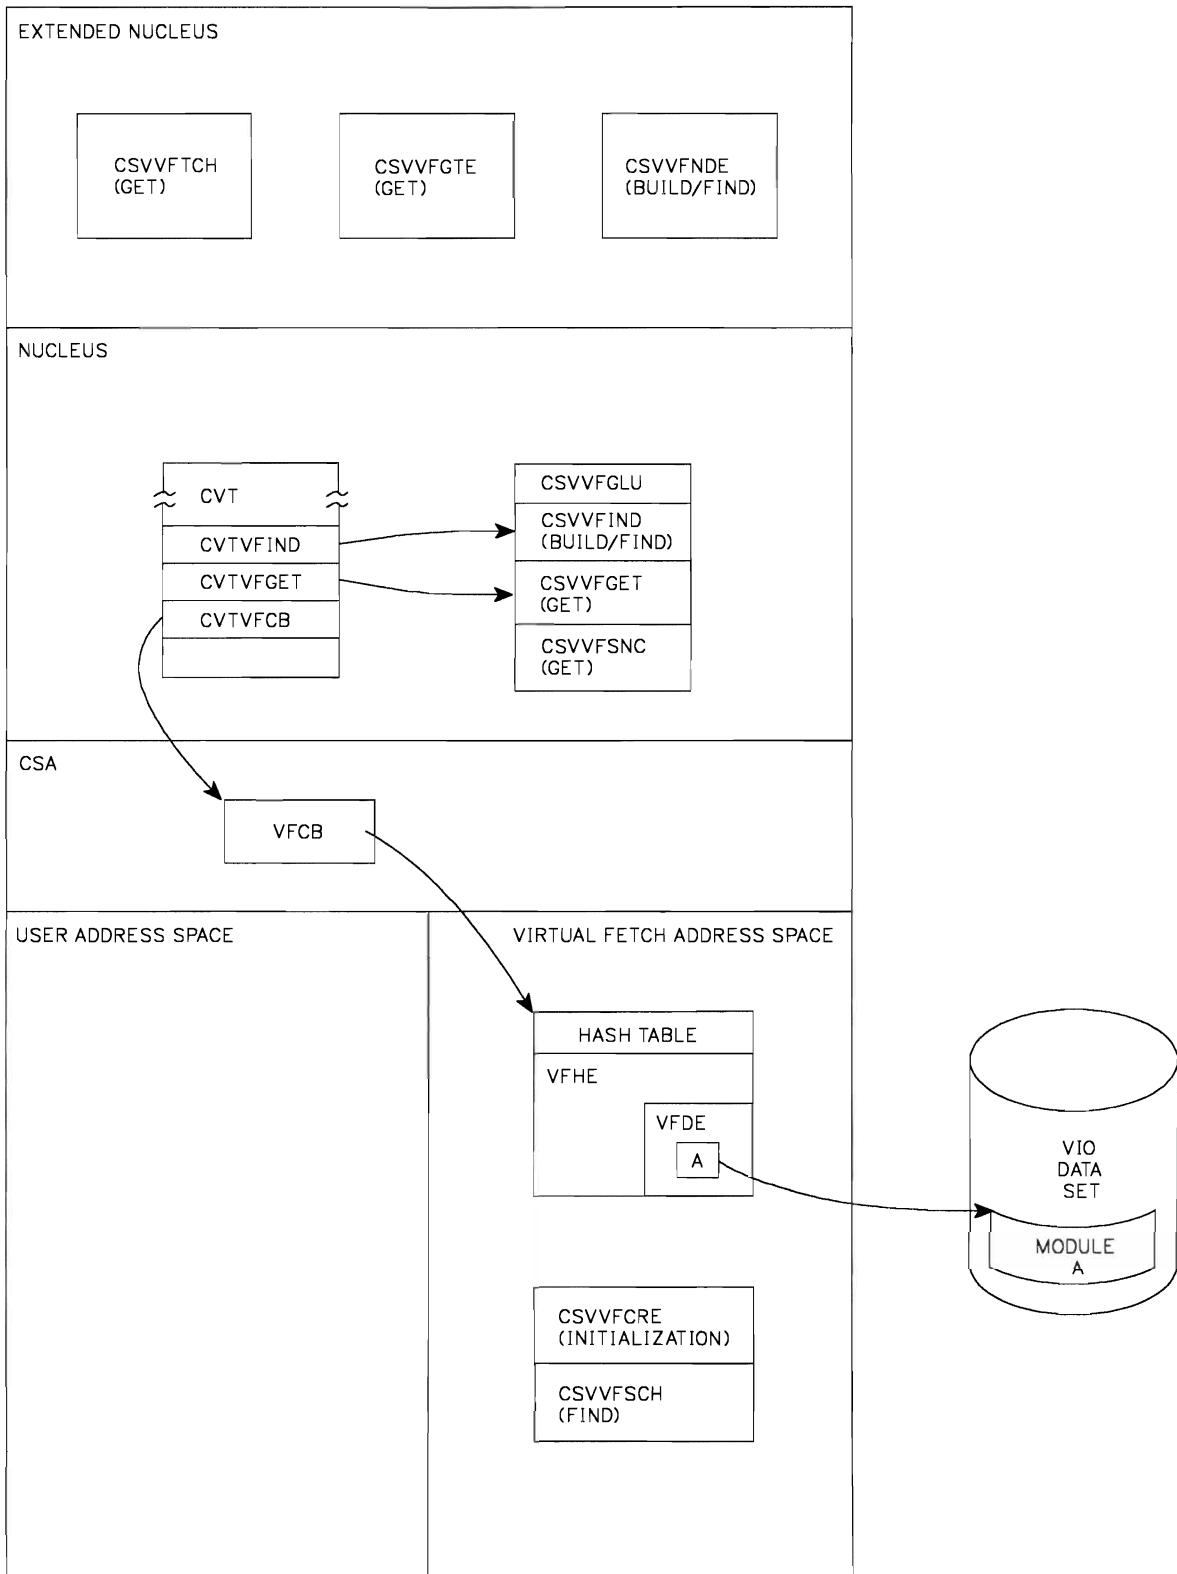 EXTENDED NUCLEUS
CSVVFTCH
(GET)
CSVVFGTE
(GET)
CSVVFNDE
(BUILD/FIND)
NUCLEUS
CVT
CVTVFIND
CVTVFGET
CVTVFCB
CSVVFGLU
CSVVFIND
(BUILD/FIND)
CSVVFGET
(GET)
CSVVFSNC
(GET)
CSA
VFCB
USER ADDRESS SPACE
VIRTUAL FETCH ADDRESS SPACE
HASH TABLE
VFHE
VFDE
A
VIO
DATA
SET
MODULE
A
CSVVFCRE
(INITIALIZATION)
CSVVFSCH
(FIND)